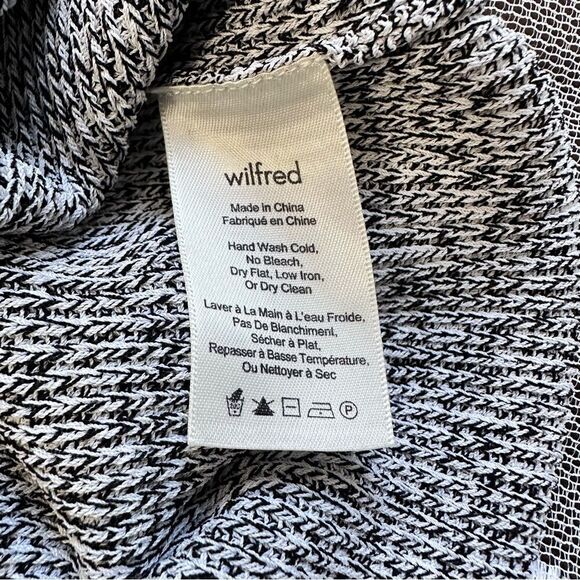 wilfred
Made in China
Fabriqué en Chine
Hand Wash Cold,
No Bleach,
Dry Flat, Low Iron,
Or Dry Clean
Laver à La Main à L'eau Froide,
Pas De Blanchiment,
Sécher à Plat,
Repasser à Basse Température,
Ou Nettoyer à Sec
P